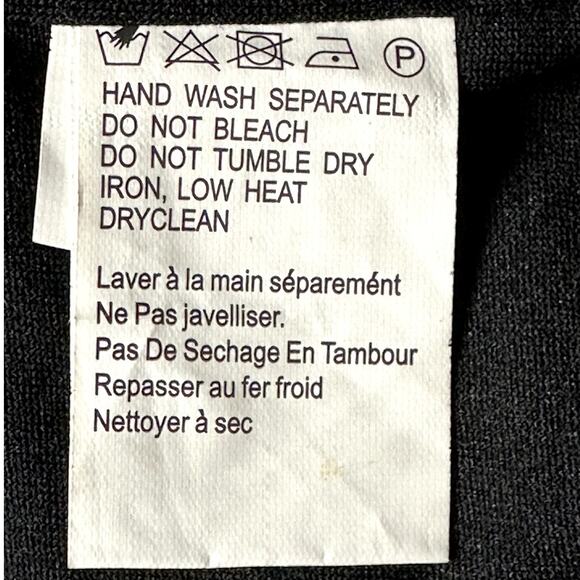 P
HAND WASH SEPARATELY
DO NOT BLEACH
DO NOT TUMBLE DRY
IRON, LOW HEAT
DRYCLEAN
Laver à la main séparemént
Ne Pas javelliser.
Pas De Sechage En Tambour
Repasser au fer froid
Nettoyer à sec